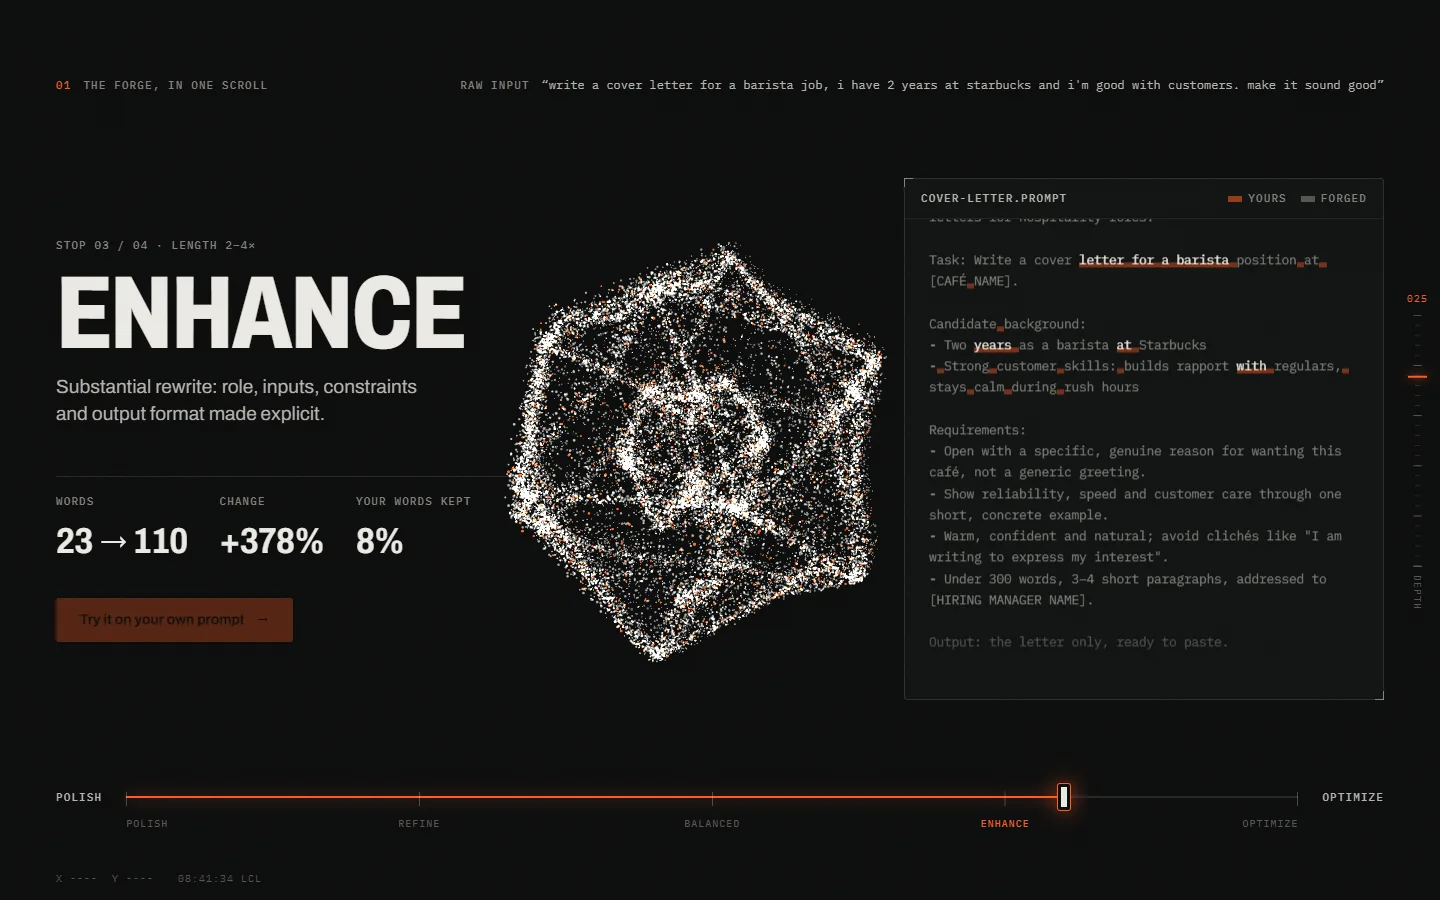 01 THE FORGE, IN ONE SCROLL
RAW INPUT “write a cover letter for a barista job, i have 2 years at starbucks and i'm good with customers. make it sound good”
STOP 03 / 04 · LENGTH 2–4×
ENHANCE
Substantial rewrite: role, inputs, constraints
and output format made explicit.
WORDS
23→110
CHANGE
+378%
YOUR WORDS KEPT
8%
Try it on your own prompt →
COVER-LETTER.PROMPT
YOURS
FORGED
letters for hospitality roles.
Task: Write a cover letter for a barista position at
[CAFÉ NAME].
Candidate background:
- Two years as a barista at Starbucks
- Strong customer skills: builds rapport with regulars,
stays calm during rush hours
Requirements:
- Open with a specific, genuine reason for wanting this
café, not a generic greeting.
- Show reliability, speed and customer care through one
short, concrete example.
- Warm, confident and natural; avoid clichés like "I am
writing to express my interest".
- Under 300 words, 3–4 short paragraphs, addressed to
[HIRING MANAGER NAME].
Output: the letter only, ready to paste.
025
DEPTH
POLISH
OPTIMIZE
POLISH
REFINE
BALANCED
ENHANCE
OPTIMIZE
X ---- Y ---- 08:41:34 LCL